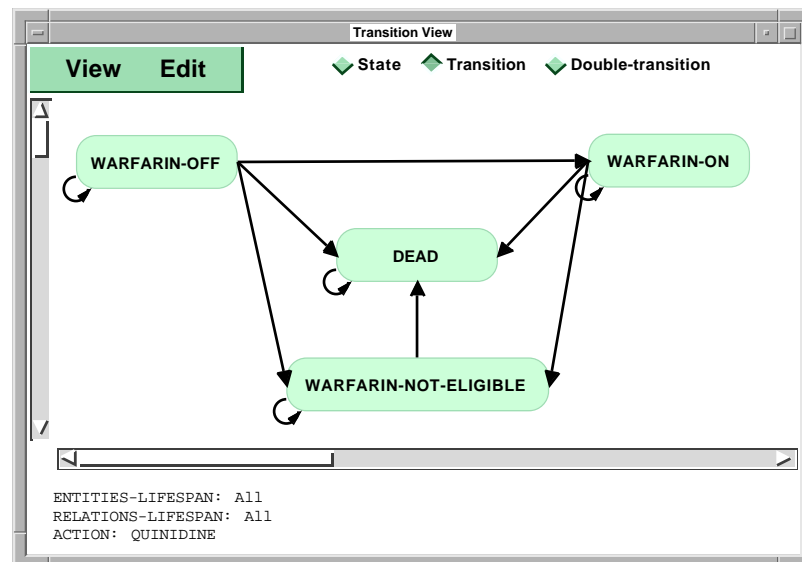 Transition View
View Edit State Transition Double-transition
WARFARIN-OFF WARFARIN-ON
DEAD
WARFARIN-NOT-ELIGIBLE
ENTITIES-LIFESPAN: All
RELATIONS-LIFESPAN: All
ACTION: QUINIDINE